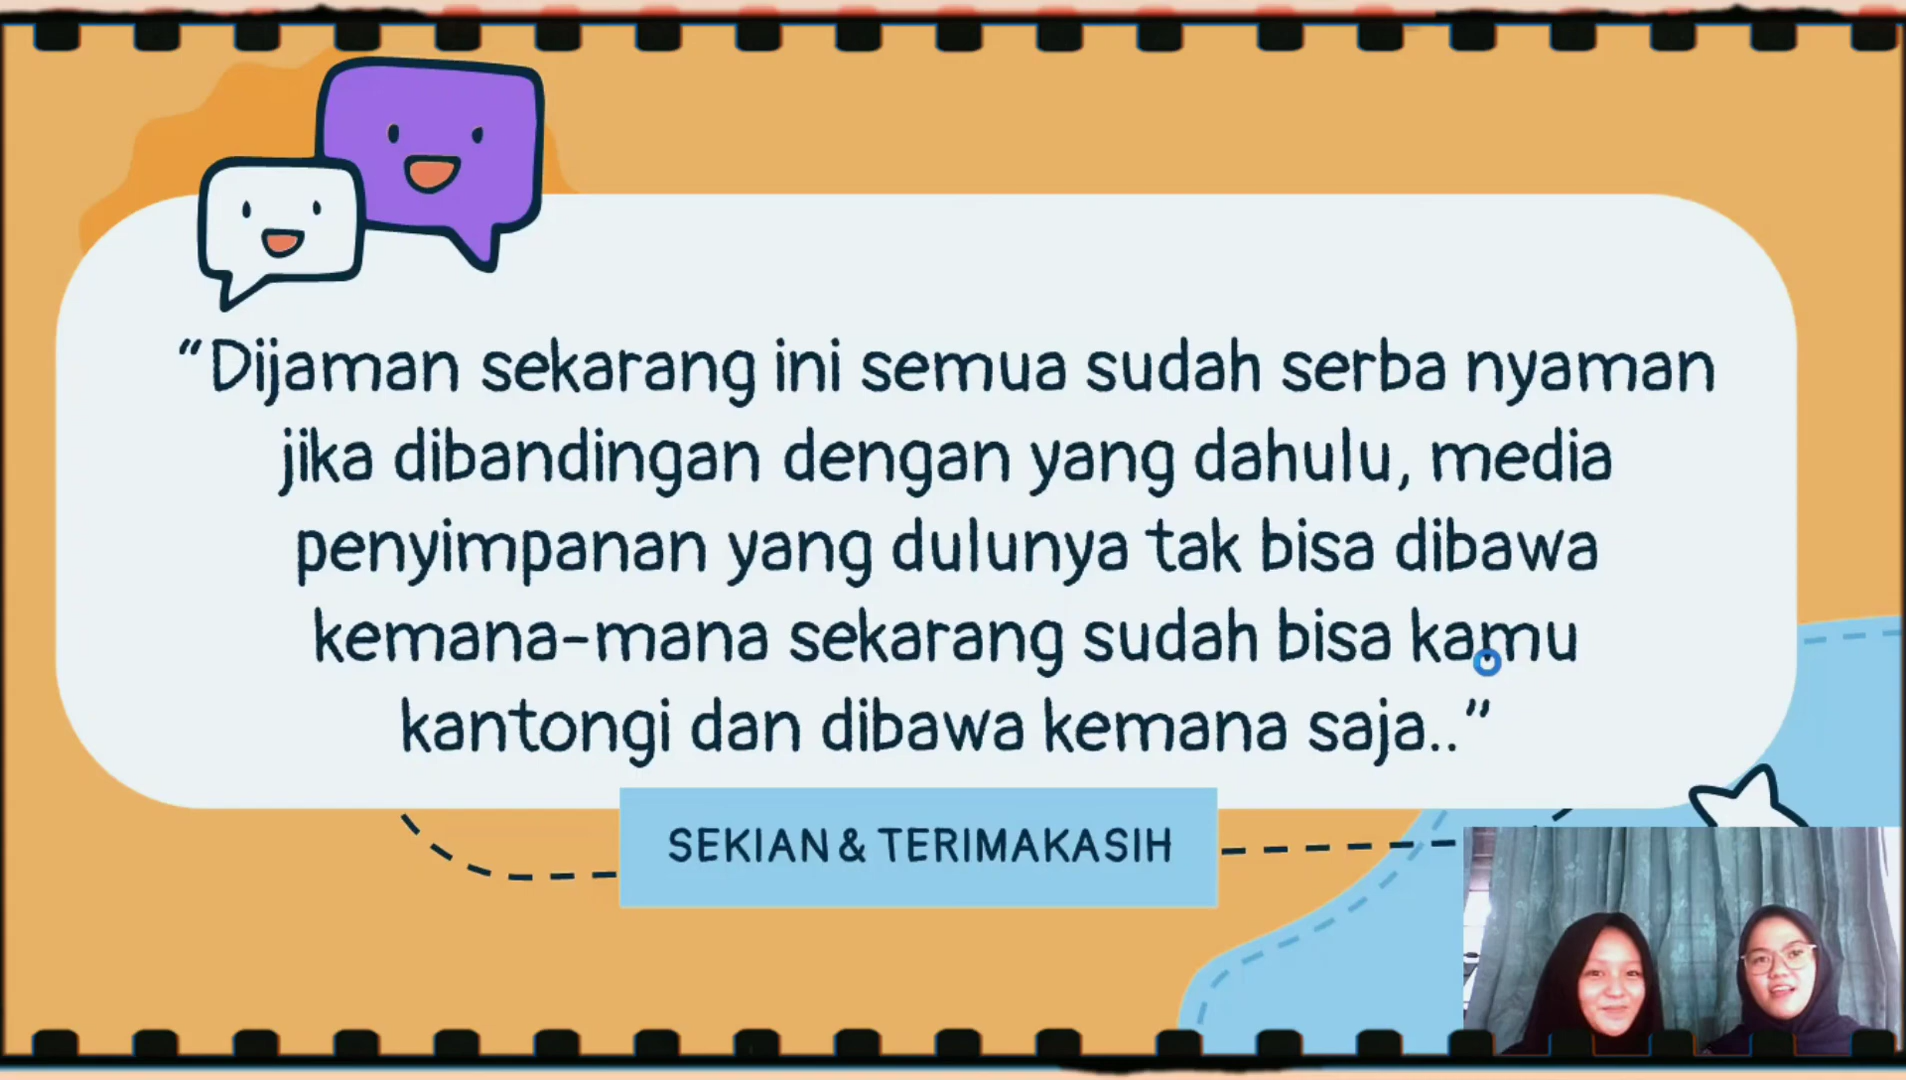 “Dijaman sekarang ini semua sudah serba nyaman
jika dibandingan dengan yang dahulu, media
penyimpanan yang dulunya tak bisa dibawa
kemana-mana sekarang sudah bisa kamu
kantongi dan dibawa kemana saja..”
SEKIAN & TERIMAKASIH